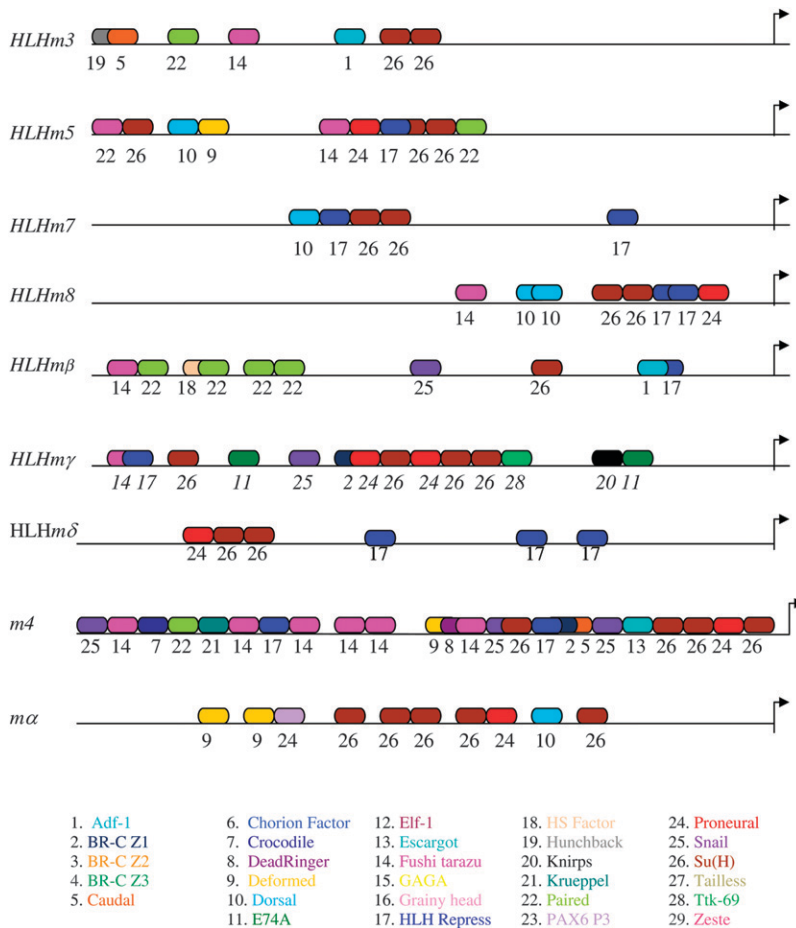 HLHm3
19 5 22 14 1 26 26
HLHm5
22 26 10 9 14 24 17 26 26 22
HLHm7
10 17 26 26 17
HLHm8
14 10 10 26 26 17 17 24
HLHmβ
14 22 18 22 22 22 25 26 1 17
HLHmγ
14 17 26 11 25 2 24 26 24 26 26 28 20 11
HLHmδ
24 26 26 17 17 17
m4
25 14 7 22 21 14 17 14 14 14 9 8 14 25 26 17 2 5 25 13 26 26 24 26
mα
9 9 24 26 26 26 26 24 10 26
1. Adf-1 6. Chorion Factor 12. Elf-1 18. HS Factor 24. Proneural
2. BR-C Z1 7. Crocodile 13. Escargot 19. Hunchback 25. Snail
3. BR-C Z2 8. DeadRinger 14. Fushi tarazu 20. Knirps 26. Su(H)
4. BR-C Z3 9. Deformed 15. GAGA 21. Krueppel 27. Tailless
5. Caudal 10. Dorsal 16. Grainy head 22. Paired 28. Ttk-69
11. E74A 17. HLH Repress 23. PAX6 P3 29. Zeste